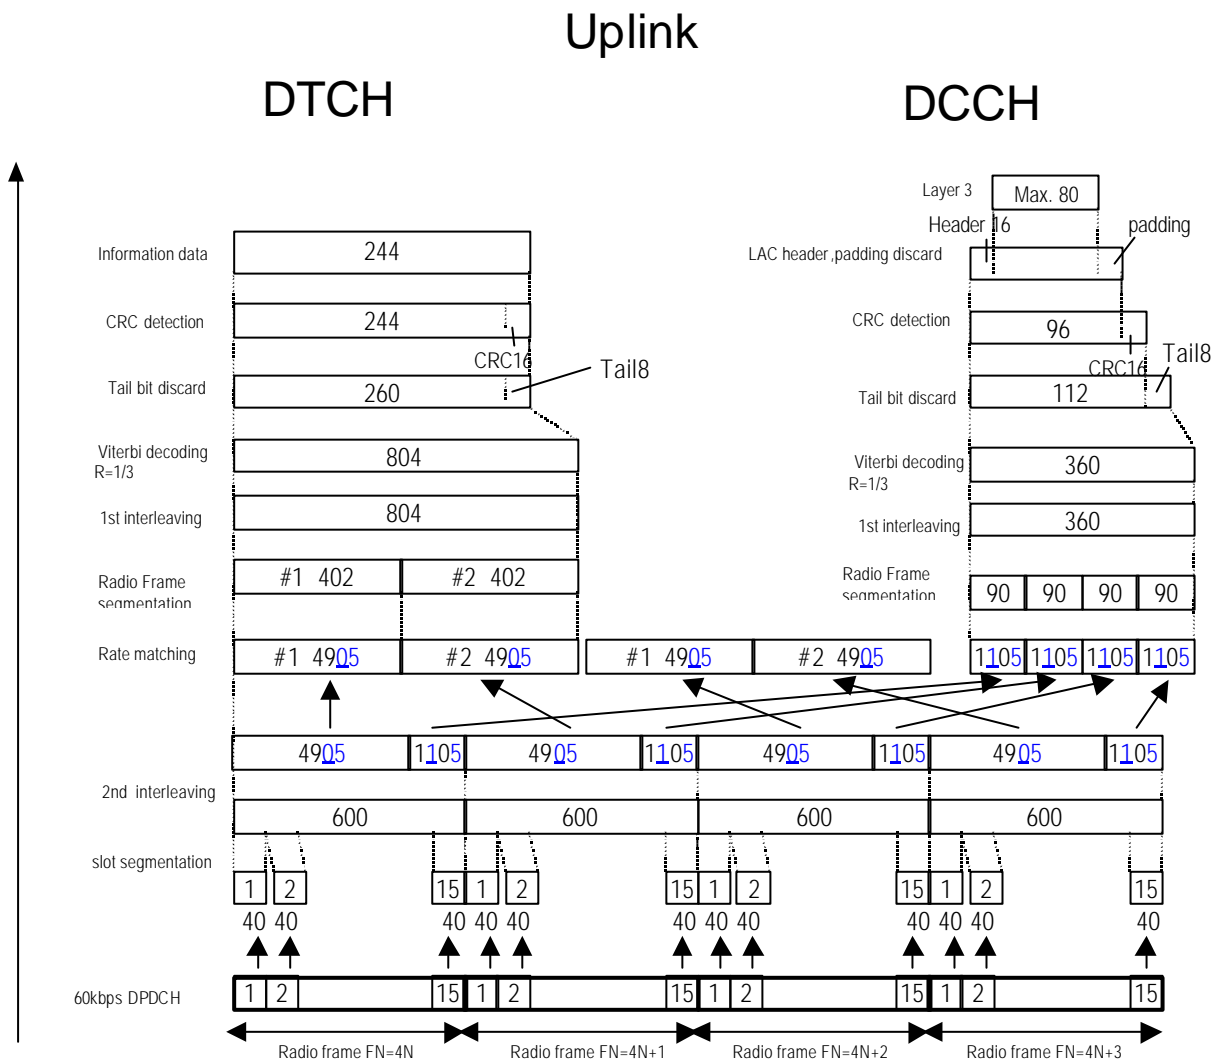 Uplink
DTCH
DCCH
Layer 3
Max. 80
Header 16
padding
Information data
244
LAC header,padding discard
CRC detection
244
CRC16
CRC detection
96
CRC16
Tail bit discard
260
Tail8
Tail bit discard
112
Tail8
Viterbi decoding
R=1/3
804
Viterbi decoding
R=1/3
360
1st interleaving
804
1st interleaving
360
Radio Frame
segmentation
#1 402
#2 402
Radio Frame
segmentation
90 90 90 90
Rate matching
#1 4905
#2 4905
#1 4905
#2 4905
1105 1105 1105 1105
4905 1105 4905 1105 4905 1105 4905 1105
2nd interleaving
600 600 600 600
slot segmentation
1 2 15 1 2 15 1 2 15 1 2 15
40 40 40 40 40 40 40 40 40 40 40 40
60kbps DPDCH
1 2 15 1 2 15 1 2 15 1 2 15
Radio frame FN=4N
Radio frame FN=4N+1
Radio frame FN=4N+2
Radio frame FN=4N+3